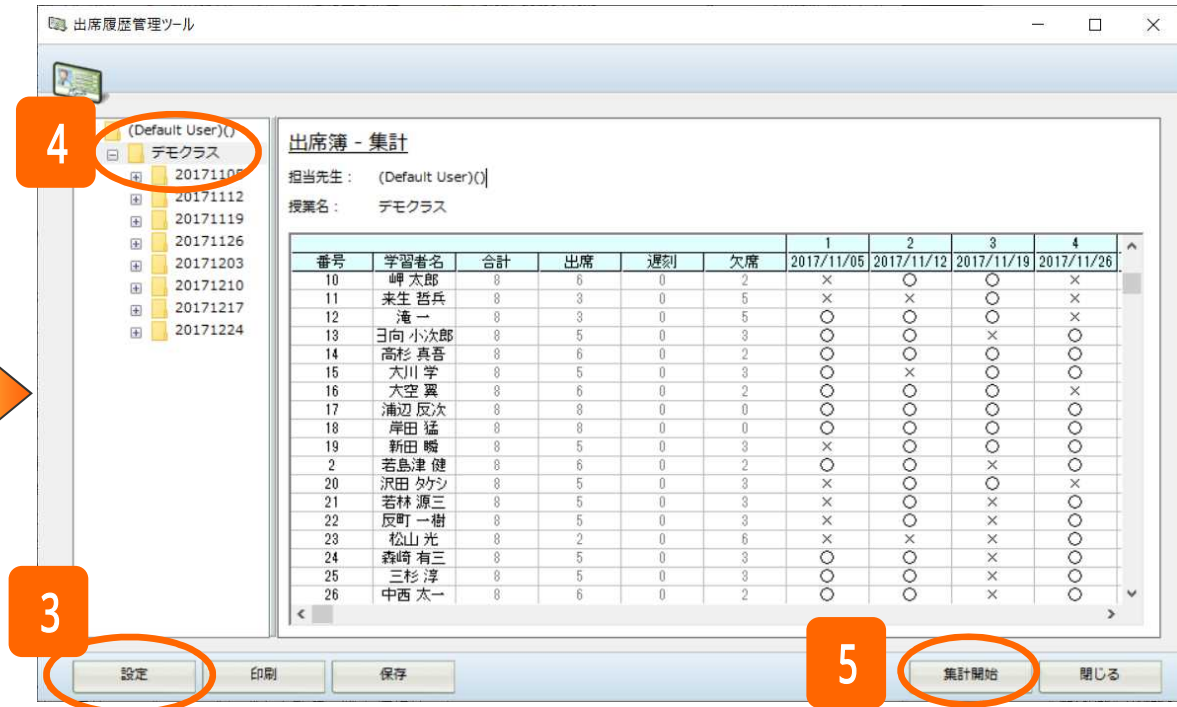 出席履歴管理ツール
4
(Default User)()
デモクラス
20171105
20171112
20171119
20171126
20171203
20171210
20171217
20171224
出席簿 - 集計
担当先生： (Default User)()
授業名： デモクラス
1 2 3 4
番号 学習者名 合計 出席 遅刻 欠席 2017/11/05 2017/11/12 2017/11/19 2017/11/26
10 岬 太郎 8 6 0 2 × ○ ○ ×
11 来生 哲兵 8 3 0 5 × × ○ ×
12 滝 一 8 3 0 5 ○ ○ ○ ×
13 日向 小次郎 8 5 0 3 ○ ○ × ○
14 高杉 真吾 8 6 0 2 ○ ○ ○ ○
15 大川 学 8 5 0 3 ○ × ○ ○
16 大空 翼 8 6 0 2 ○ ○ ○ ×
17 浦辺 反次 8 8 0 0 ○ ○ ○ ○
18 岸田 猛 8 8 0 0 ○ ○ ○ ○
19 新田 瞬 8 5 0 3 × ○ ○ ○
2 若島津 健 8 6 0 2 ○ ○ × ○
20 沢田 タケシ 8 5 0 3 × ○ ○ ×
21 若林 源三 8 5 0 3 × ○ × ○
22 反町 一樹 8 5 0 3 × ○ × ○
23 松山 光 8 2 0 6 × × × ○
24 森崎 有三 8 5 0 3 ○ ○ × ○
25 三杉 淳 8 5 0 3 ○ ○ × ○
26 中西 太一 8 6 0 2 ○ ○ × ○
3
5
設定 印刷 保存 集計開始 閉じる